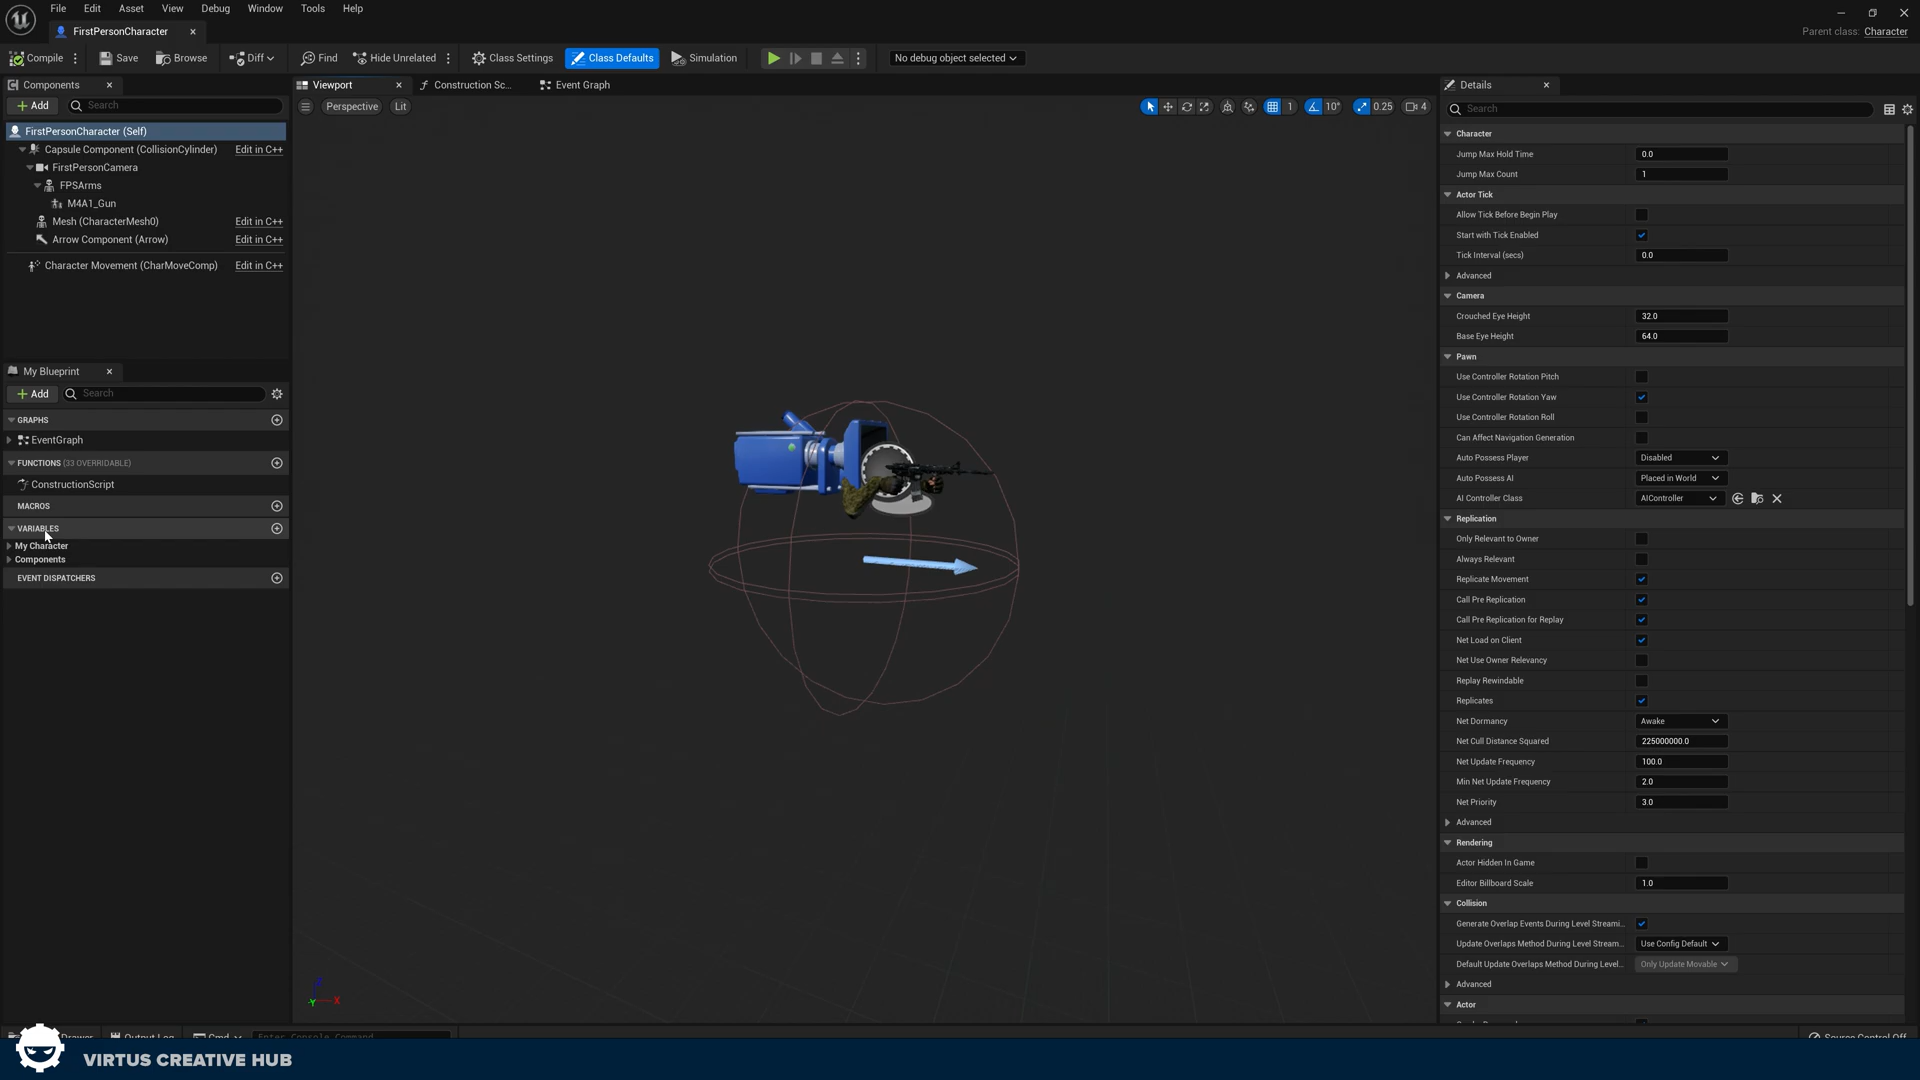 File Edit Asset View Debug Window Tools Help
FirstPersonCharacter
Parent class: Character
Compile Save Browse Diff Find Hide Unrelated Class Settings Class Defaults Simulation No debug object selected
Components
Add Search
FirstPersonCharacter (Self)
Capsule Component (CollisionCylinder) Edit in C++
FirstPersonCamera
FPSArms
M4A1_Gun
Mesh (CharacterMesh0) Edit in C++
Arrow Component (Arrow) Edit in C++
Character Movement (CharMoveComp) Edit in C++
My Blueprint
Add Search
GRAPHS
EventGraph
FUNCTIONS (33 OVERRIDABLE)
ConstructionScript
MACROS
VARIABLES
My Character
Components
EVENT DISPATCHERS
Viewport Construction Sc... Event Graph
Perspective Lit
1 10° 0.25 4
Z
Y X
Details
Search
Character
Jump Max Hold Time 0.0
Jump Max Count 1
Actor Tick
Allow Tick Before Begin Play
Start with Tick Enabled
Tick Interval (secs) 0.0
Advanced
Camera
Crouched Eye Height 32.0
Base Eye Height 64.0
Pawn
Use Controller Rotation Pitch
Use Controller Rotation Yaw
Use Controller Rotation Roll
Can Affect Navigation Generation
Auto Possess Player Disabled
Auto Possess AI Placed in World
AI Controller Class AIController
Replication
Only Relevant to Owner
Always Relevant
Replicate Movement
Call Pre Replication
Call Pre Replication for Replay
Net Load on Client
Net Use Owner Relevancy
Replay Rewindable
Replicates
Net Dormancy Awake
Net Cull Distance Squared 225000000.0
Net Update Frequency 100.0
Min Net Update Frequency 2.0
Net Priority 3.0
Advanced
Rendering
Actor Hidden In Game
Editor Billboard Scale 1.0
Collision
Generate Overlap Events During Level Streami...
Update Overlaps Method During Level Stream... Use Config Default
Default Update Overlaps Method During Level... Only Update Movable
Advanced
Actor
Drawer Output Log Cmd Enter Console Command
Source Control Off
VIRTUS CREATIVE HUB